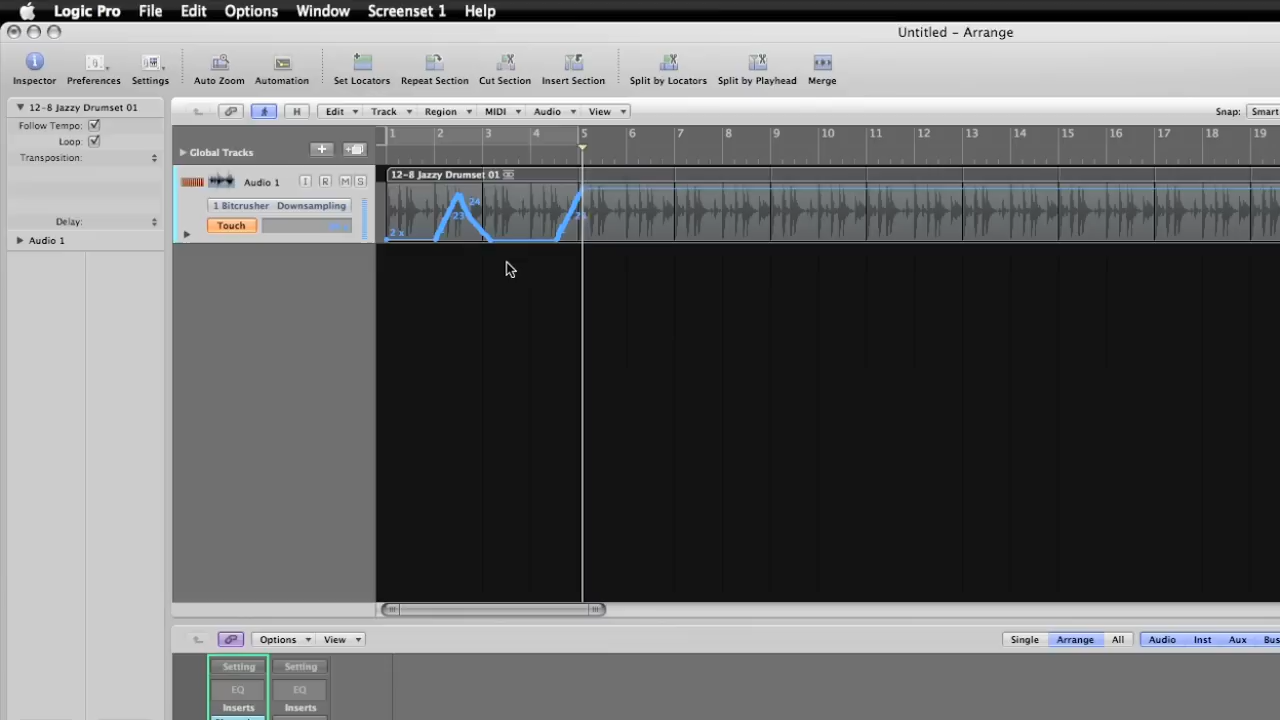 Logic Pro File Edit Options Window Screenset 1 Help
Untitled – Arrange
Inspector Preferences Settings Auto Zoom Automation Set Locators Repeat Section Cut Section Insert Section Split by Locators Split by Playhead Merge
12-8 Jazzy Drumset 01
Edit Track Region MIDI Audio View Snap: Smart
Follow Tempo:
Loop:
Transposition:
Delay:
Audio 1
H
1 2 3 4 5 6 7 8 9 10 11 12 13 14 15 16 17 18 19
Global Tracks
12-8 Jazzy Drumset 01
Audio 1 I R M S
1 Bitcrusher Downsampling
Touch
2 x
23
24
Options View Single Arrange All Audio Inst Aux Bus
Setting Setting
EQ EQ
Inserts Inserts